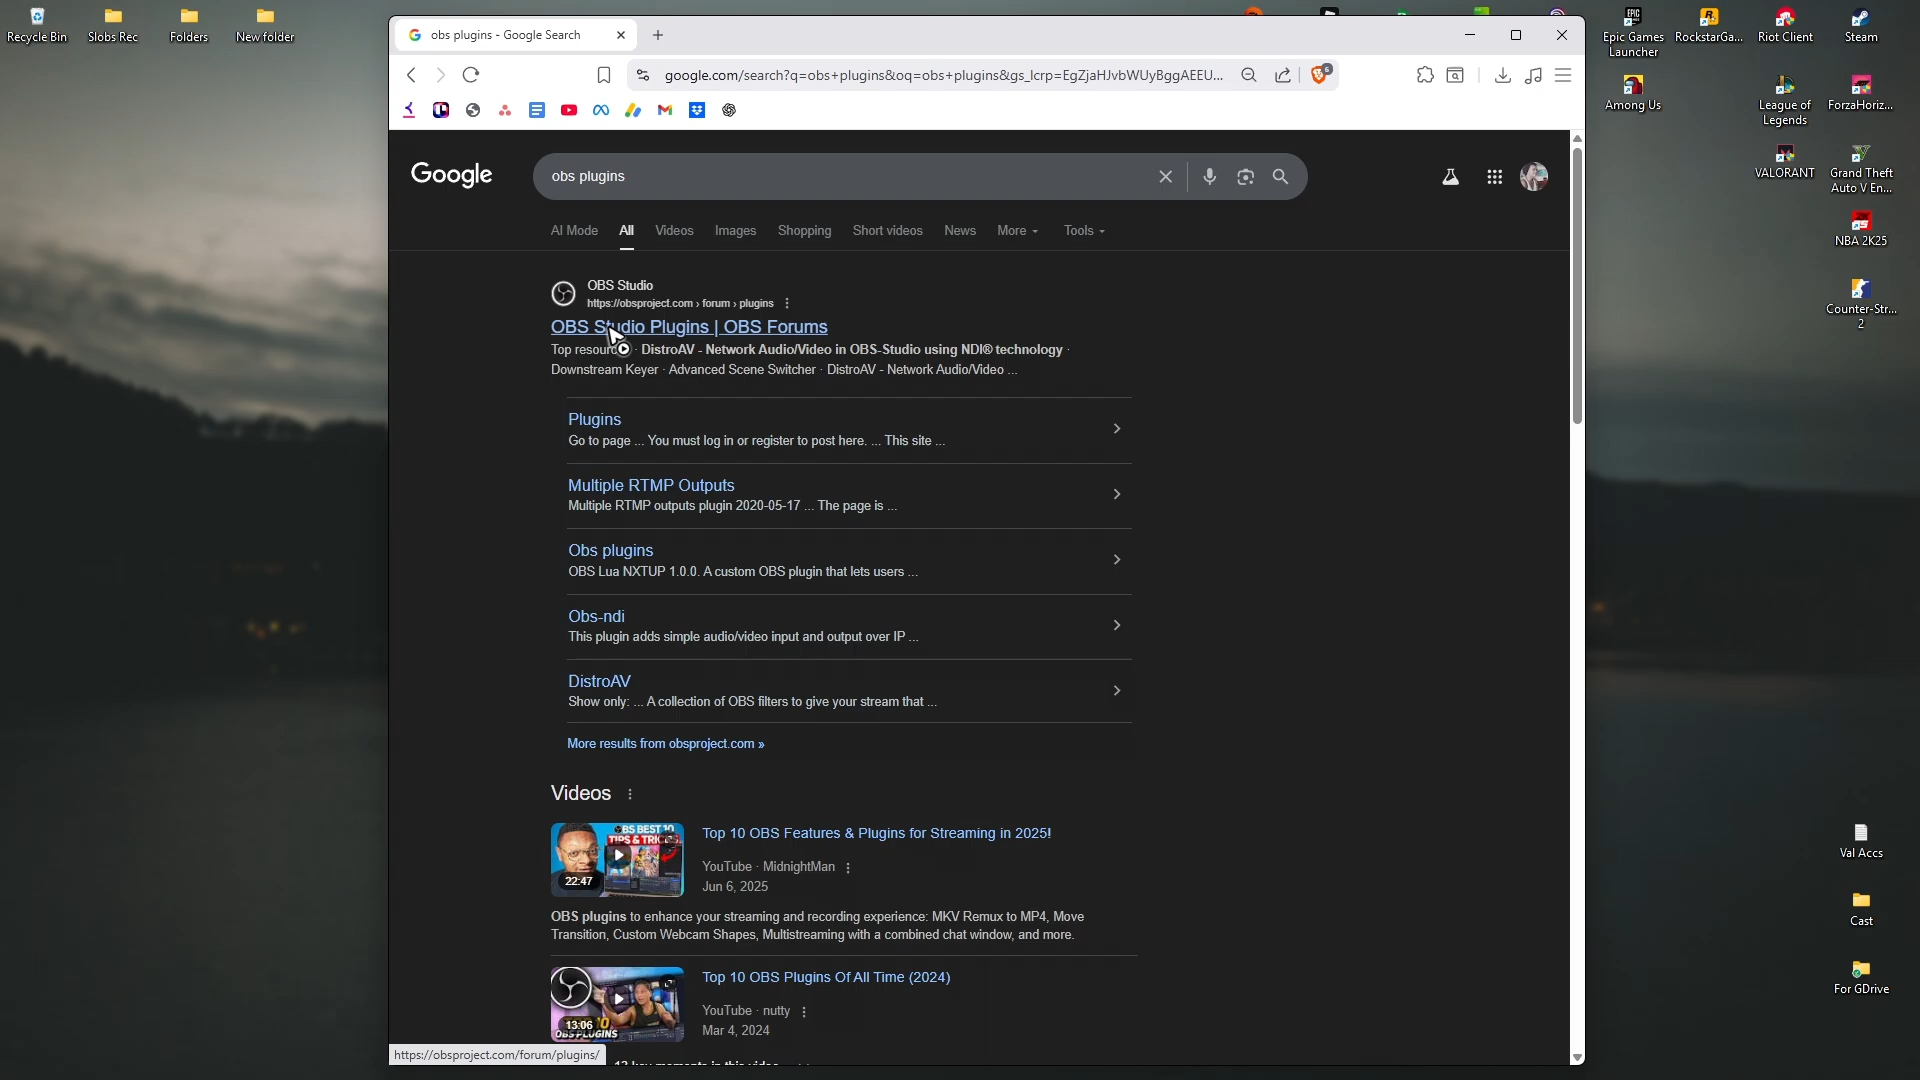 Recycle Bin
Slobs Rec
Folders
New folder
obs plugins - Google Search
google.com/search?q=obs+plugins&oq=obs+plugins&gs_lcrp=EgZjaHJvbWUyBggAEEU...
6
Google
obs plugins
AI Mode
All
Videos
Images
Shopping
Short videos
News
More
Tools
OBS Studio
https://obsproject.com › forum › plugins
OBS Studio Plugins | OBS Forums
Top resour · DistroAV - Network Audio/Video in OBS-Studio using NDI® technology ·
Downstream Keyer · Advanced Scene Switcher · DistroAV - Network Audio/Video ...
Plugins
Go to page ... You must log in or register to post here. ... This site ...
Multiple RTMP Outputs
Multiple RTMP outputs plugin 2020-05-17 ... The page is ...
Obs plugins
OBS Lua NXTUP 1.0.0. A custom OBS plugin that lets users ...
Obs-ndi
This plugin adds simple audio/video input and output over IP ...
DistroAV
Show only: ... A collection of OBS filters to give your stream that ...
More results from obsproject.com »
Videos
22:47
Top 10 OBS Features & Plugins for Streaming in 2025!
YouTube · MidnightMan
Jun 6, 2025
OBS plugins to enhance your streaming and recording experience: MKV Remux to MP4, Move
Transition, Custom Webcam Shapes, Multistreaming with a combined chat window, and more.
13:06
OBS PLUGINS
Top 10 OBS Plugins Of All Time (2024)
YouTube · nutty
Mar 4, 2024
https://obsproject.com/forum/plugins/
Epic Games
Launcher
RockstarGa...
Riot Client
Steam
Among Us
League of
Legends
ForzaHoriz...
VALORANT
Grand Theft
Auto V En...
NBA 2K25
Counter-Str...
2
Val Accs
Cast
For GDrive